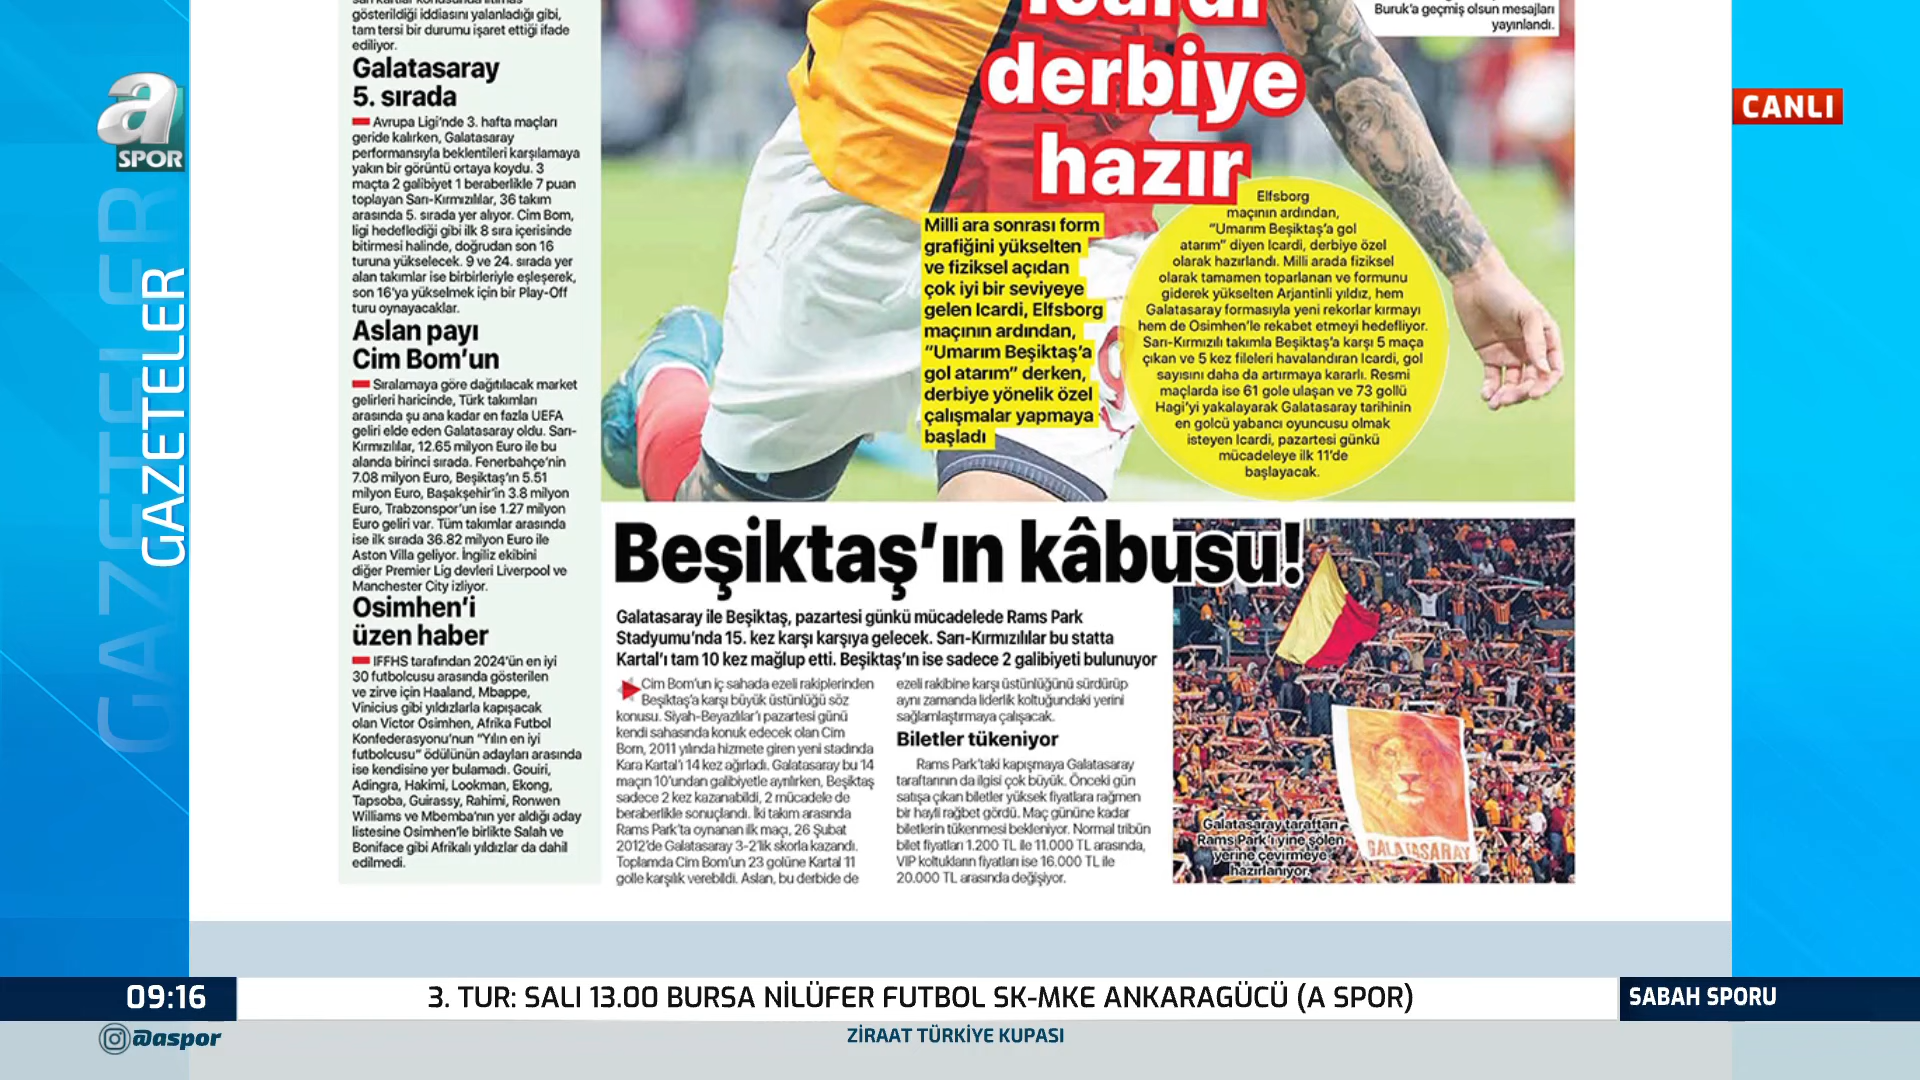 a
SPOR
GAZETELER
GAZETELER
gösterildiği iddiasını yalanladığı gibi,
tam tersi bir durumu işaret ettiği ifade
ediliyor.
Galatasaray
5. sırada
Avrupa Ligi'nde 3. hafta maçları
geride kalırken, Galatasaray
performansıyla beklentileri karşılamaya
yakın bir görüntü ortaya koydu. 3
maçta 2 galibiyet 1 beraberlikle 7 puan
toplayan Sarı-Kırmızılılar, 36 takım
arasında 5. sırada yer alıyor. Cim Bom,
ligi hedeflediği gibi ilk 8 sıra içerisinde
bitirmesi halinde, doğrudan son 16
turuna yükselecek. 9 ve 24. sırada yer
alan takımlar ise birbirleriyle eşleşerek,
son 16'ya yükselmek için bir Play-Off
turu oynayacaklar.
Aslan payı
Cim Bom'un
Sıralamaya göre dağıtılacak market
gelirleri haricinde, Türk takımları
arasında şu ana kadar en fazla UEFA
geliri elde eden Galatasaray oldu. Sarı-
Kırmızılılar, 12.65 milyon Euro ile bu
alanda birinci sırada. Fenerbahçe'nin
7.08 milyon Euro, Beşiktaş'ın 5.51
milyon Euro, Başakşehir'in 3.8 milyon
Euro, Trabzonspor'un ise 1.27 milyon
Euro geliri var. Tüm takımlar arasında
ise ilk sırada 36.82 milyon Euro ile
Aston Villa geliyor. İngiliz ekibini
diğer Premier Lig devleri Liverpool ve
Manchester City izliyor.
Osimhen'i
üzen haber
IFFHS tarafından 2024'ün en iyi
30 futbolcusu arasında gösterilen
ve zirve için Haaland, Mbappe,
Vinicius gibi yıldızlarla kapışacak
olan Victor Osimhen, Afrika Futbol
Konfederasyonu'nun "Yılın en iyi
futbolcusu" ödülünün adayları arasında
ise kendisine yer bulamadı. Gouiri,
Adingra, Hakimi, Lookman, Ekong,
Tapsoba, Guirassy, Rahimi, Ronwen
Williams ve Mbemba'nın yer aldığı aday
listesine Osimhen'le birlikte Salah ve
Boniface gibi Afrikalı yıldızlar da dahil
edilmedi.
Icardi
derbiye
hazır
Buruk'a geçmiş olsun mesajları
yayınlandı.
Milli ara sonrası form
grafiğini yükselten
ve fiziksel açıdan
çok iyi bir seviyeye
gelen Icardi, Elfsborg
maçının ardından,
"Umarım Beşiktaş'a
gol atarım" derken,
derbiye yönelik özel
çalışmalar yapmaya
başladı
Elfsborg
maçının ardından,
"Umarım Beşiktaş'a gol
atarım" diyen Icardi, derbiye özel
olarak hazırlandı. Milli arada fiziksel
olarak tamamen toparlanan ve formunu
giderek yükselten Arjantinli yıldız, hem
Galatasaray formasıyla yeni rekorlar kırmayı
hem de Osimhen'le rekabet etmeyi hedefliyor.
Sarı-Kırmızılı takımla Beşiktaş'a karşı 5 maça
çıkan ve 5 kez fileleri havalandıran Icardi, gol
sayısını daha da artırmaya kararlı. Resmi
maçlarda ise 61 gole ulaşan ve 73 gollü
Hagi'yi yakalayarak Galatasaray tarihinin
en golcü yabancı oyuncusu olmak
isteyen Icardi, pazartesi günkü
mücadeleye ilk 11'de
başlayacak.
Beşiktaş'ın kâbusu!
Galatasaray ile Beşiktaş, pazartesi günkü mücadelede Rams Park
Stadyumu'nda 15. kez karşı karşıya gelecek. Sarı-Kırmızılılar bu statta
Kartal'ı tam 10 kez mağlup etti. Beşiktaş'ın ise sadece 2 galibiyeti bulunuyor
Cim Bom'un iç sahada ezeli rakiplerinden
Beşiktaş'a karşı büyük üstünlüğü söz
konusu. Siyah-Beyazlılar'ı pazartesi günü
kendi sahasında konuk edecek olan Cim
Bom, 2011 yılında hizmete giren yeni stadında
Kara Kartal'ı 14 kez ağırladı. Galatasaray bu 14
maçın 10'undan galibiyetle ayrılırken, Beşiktaş
sadece 2 kez kazanabildi, 2 mücadele de
beraberlikle sonuçlandı. İki takım arasında
Rams Park'ta oynanan ilk maçı, 26 Şubat
2012'de Galatasaray 3-2'lik skorla kazandı.
Toplamda Cim Bom'un 23 golüne Kartal 11
golle karşılık verebildi. Aslan, bu derbide de
ezeli rakibine karşı üstünlüğünü sürdürüp
aynı zamanda liderlik koltuğundaki yerini
sağlamlaştırmaya çalışacak.
Biletler tükeniyor
Rams Park'taki kapışmaya Galatasaray
taraftarının da ilgisi çok büyük. Önceki gün
satışa çıkan biletler yüksek fiyatlara rağmen
bir hayli rağbet gördü. Maç gününe kadar
biletlerin tükenmesi bekleniyor. Normal tribün
bilet fiyatları 1.200 TL ile 11.000 TL arasında,
VIP koltukların fiyatları ise 16.000 TL ile
20.000 TL arasında değişiyor.
Galatasaray taraftarı
Rams Park'ı yine şölen
yerine çevirmeye
hazırlanıyor.
GALATASARAY
CANLI
09:16
3. TUR: SALI 13.00 BURSA NİLÜFER FUTBOL SK-MKE ANKARAGÜCÜ (A SPOR)
SABAH SPORU
@aspor
ZİRAAT TÜRKİYE KUPASI